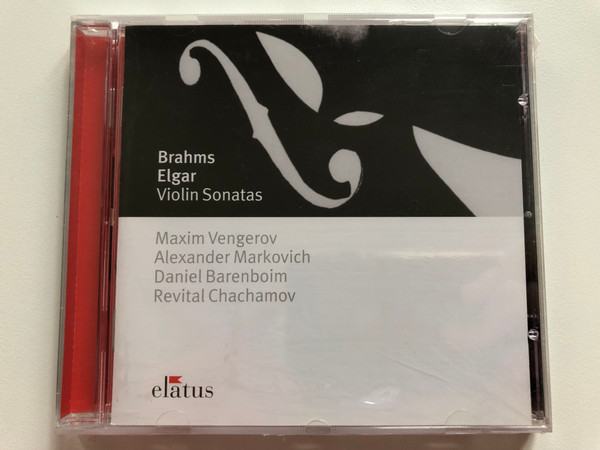 Brahms
Elgar
Violin Sonatas
Maxim Vengerov
Alexander Markovich
Daniel Barenboim
Revital Chachamov
elatus